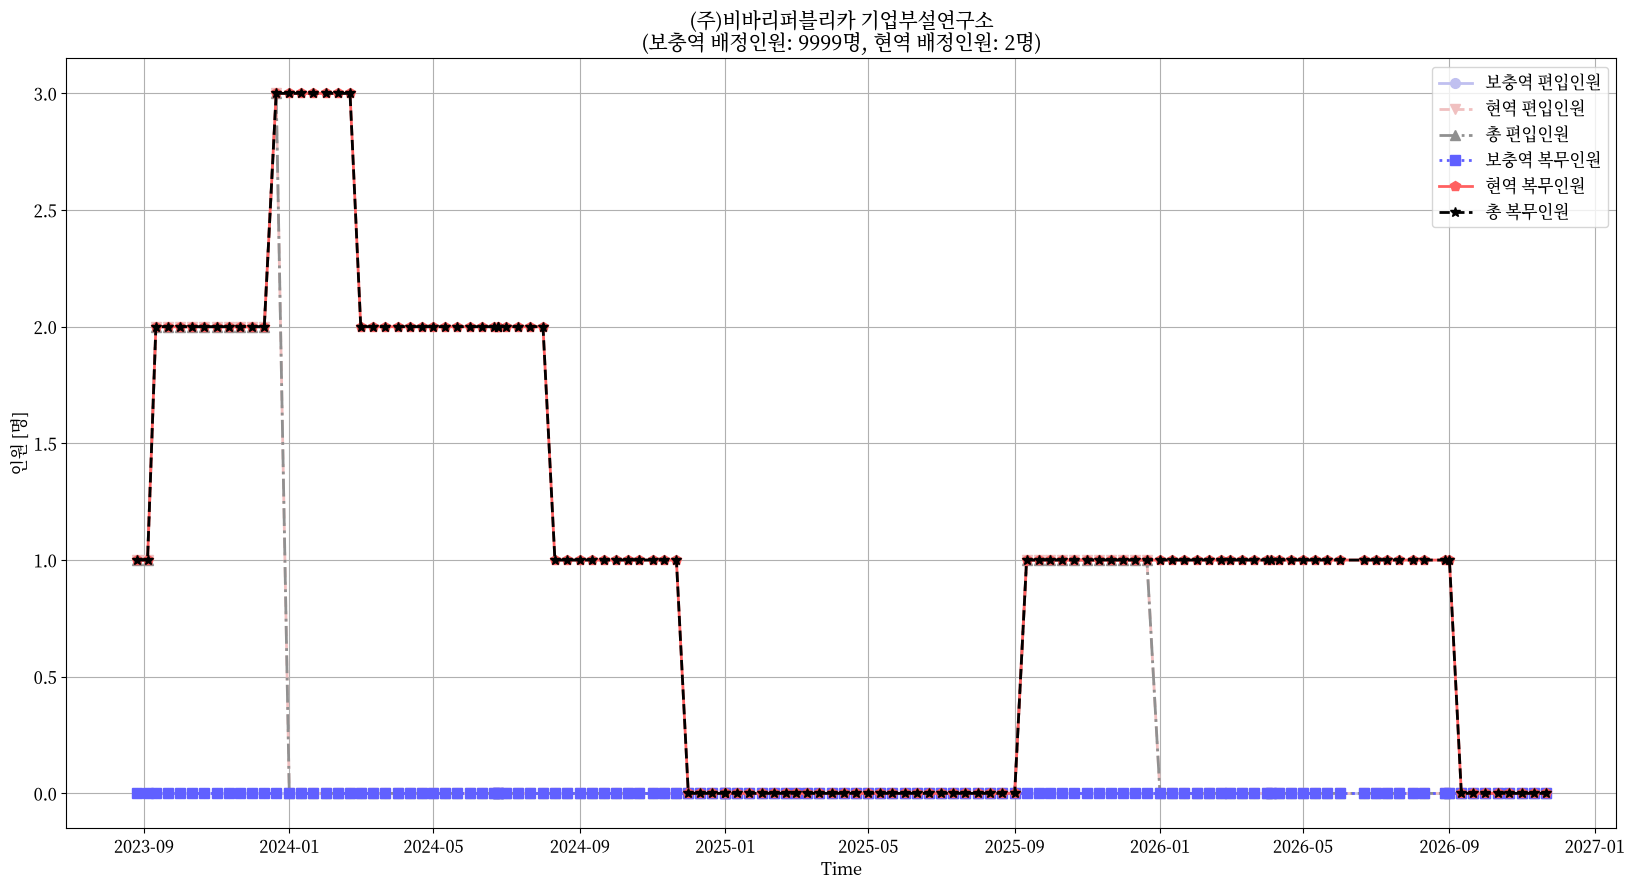 (주)비바리퍼블리카 기업부설연구소
(보충역 배정인원: 9999명, 현역 배정인원: 2명)
보충역 편입인원
현역 편입인원
총 편입인원
보충역 복무인원
현역 복무인원
총 복무인원
인원 [명]
3.0
2.5
2.0
1.5
1.0
0.5
0.0
2023-09
2024-01
2024-05
2024-09
2025-01
2025-05
2025-09
2026-01
2026-05
2026-09
2027-01
Time